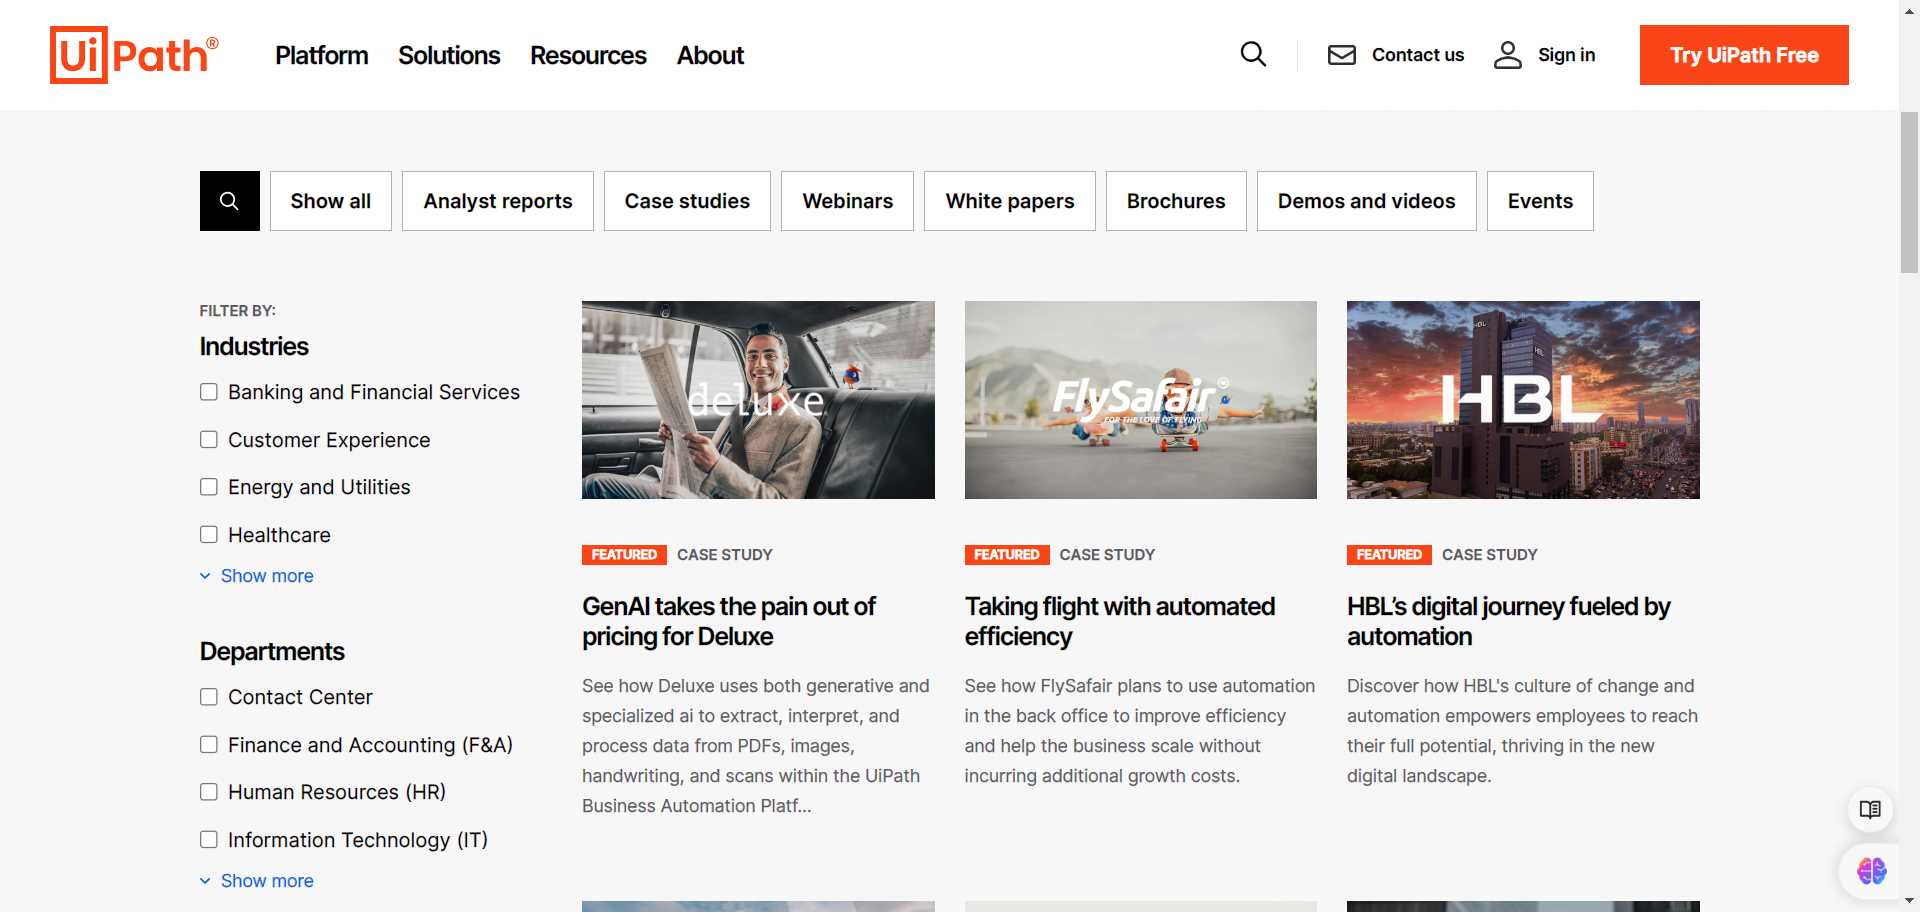 UiPath®
Platform
Solutions
Resources
About
Contact us
Sign in
Try UiPath Free
Show all
Analyst reports
Case studies
Webinars
White papers
Brochures
Demos and videos
Events
FILTER BY:
Industries
Banking and Financial Services
Customer Experience
Energy and Utilities
Healthcare
Show more
Departments
Contact Center
Finance and Accounting (F&A)
Human Resources (HR)
Information Technology (IT)
Show more
deluxe
FEATURED CASE STUDY
GenAI takes the pain out of
pricing for Deluxe
See how Deluxe uses both generative and
specialized ai to extract, interpret, and
process data from PDFs, images,
handwriting, and scans within the UiPath
Business Automation Platf...
FlySafair
FOR THE LOVE OF FLYING
FEATURED CASE STUDY
Taking flight with automated
efficiency
See how FlySafair plans to use automation
in the back office to improve efficiency
and help the business scale without
incurring additional growth costs.
HBL
HBL
HBL
FEATURED CASE STUDY
HBL’s digital journey fueled by
automation
Discover how HBL's culture of change and
automation empowers employees to reach
their full potential, thriving in the new
digital landscape.